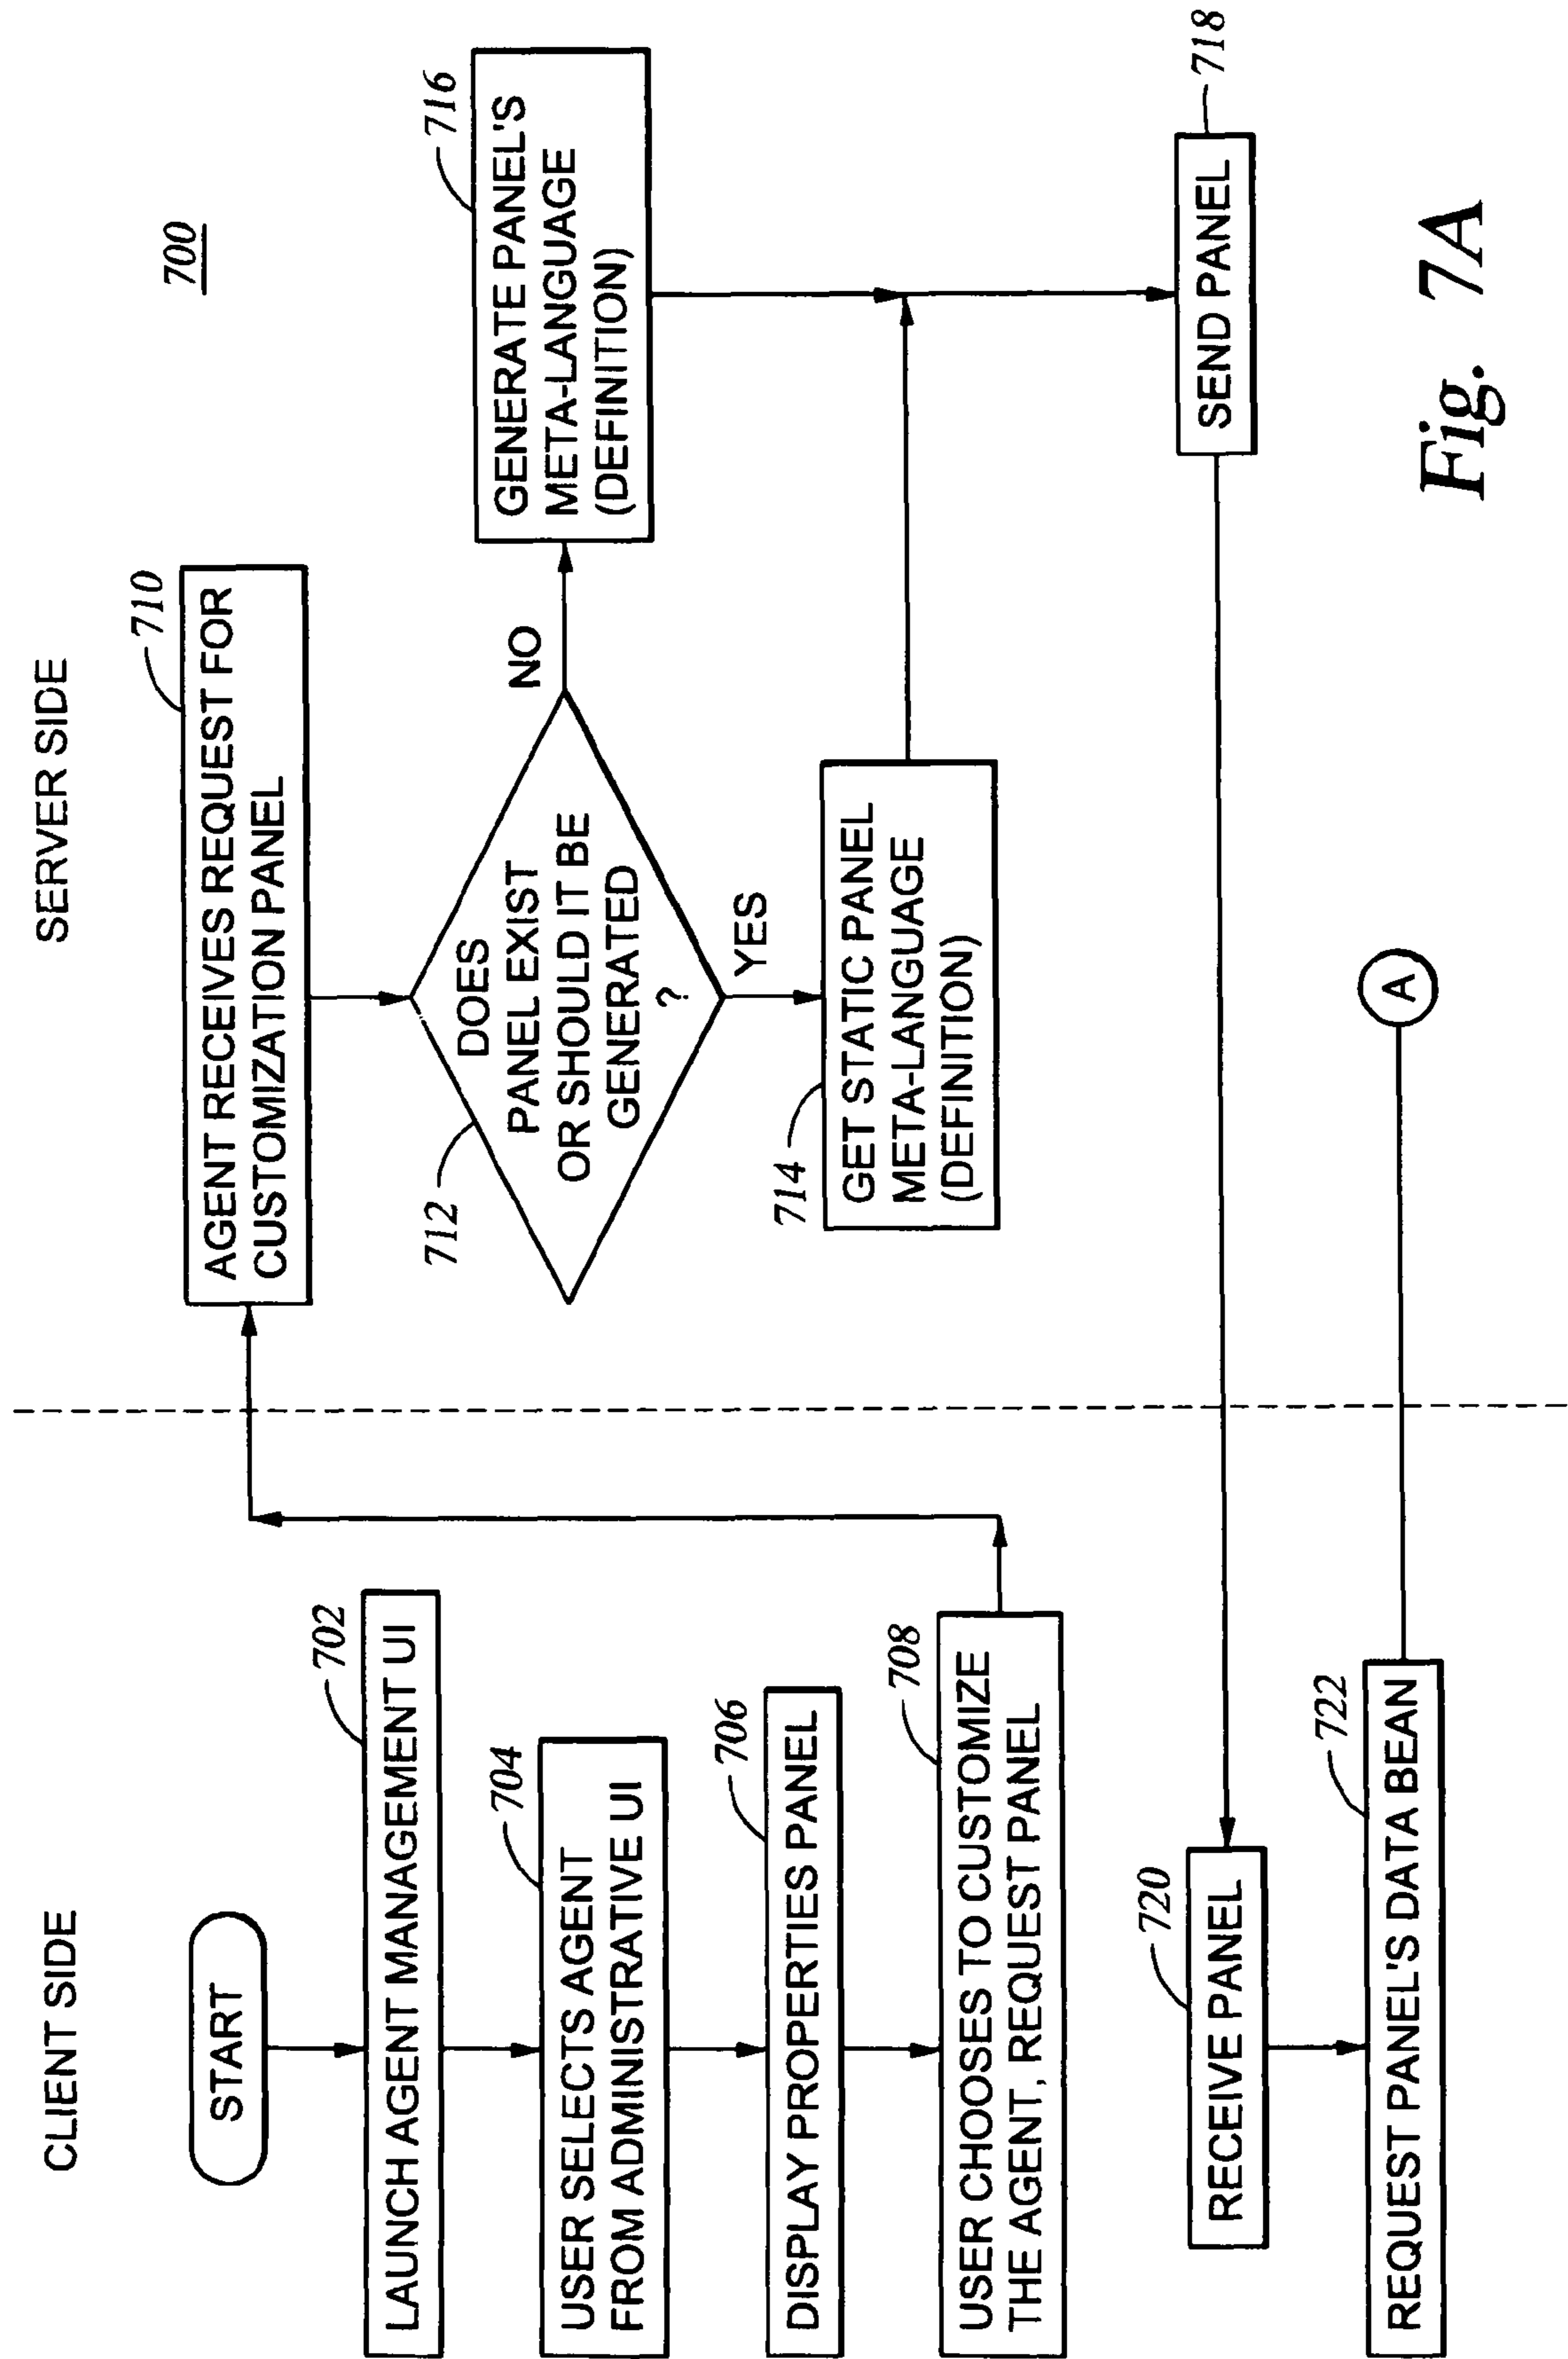 700
CLIENT SIDE
SERVER SIDE
START
702
LAUNCH AGENT MANAGEMENT UI
704
USER SELECTS AGENT
FROM ADMINISTRATIVE UI
706
DISPLAY PROPERTIES PANEL
708
USER CHOOSES TO CUSTOMIZE
THE AGENT, REQUEST PANEL
710
AGENT RECEIVES REQUEST FOR
CUSTOMIZATION PANEL
712
DOES
PANEL EXIST
OR SHOULD IT BE
GENERATED
?
NO
YES
714
GET STATIC PANEL
META-LANGUAGE
(DEFINITION)
716
GENERATE PANEL'S
META-LANGUAGE
(DEFINITION)
718
SEND PANEL
720
RECEIVE PANEL
722
REQUEST PANEL'S DATA BEAN
A
Fig. 7A